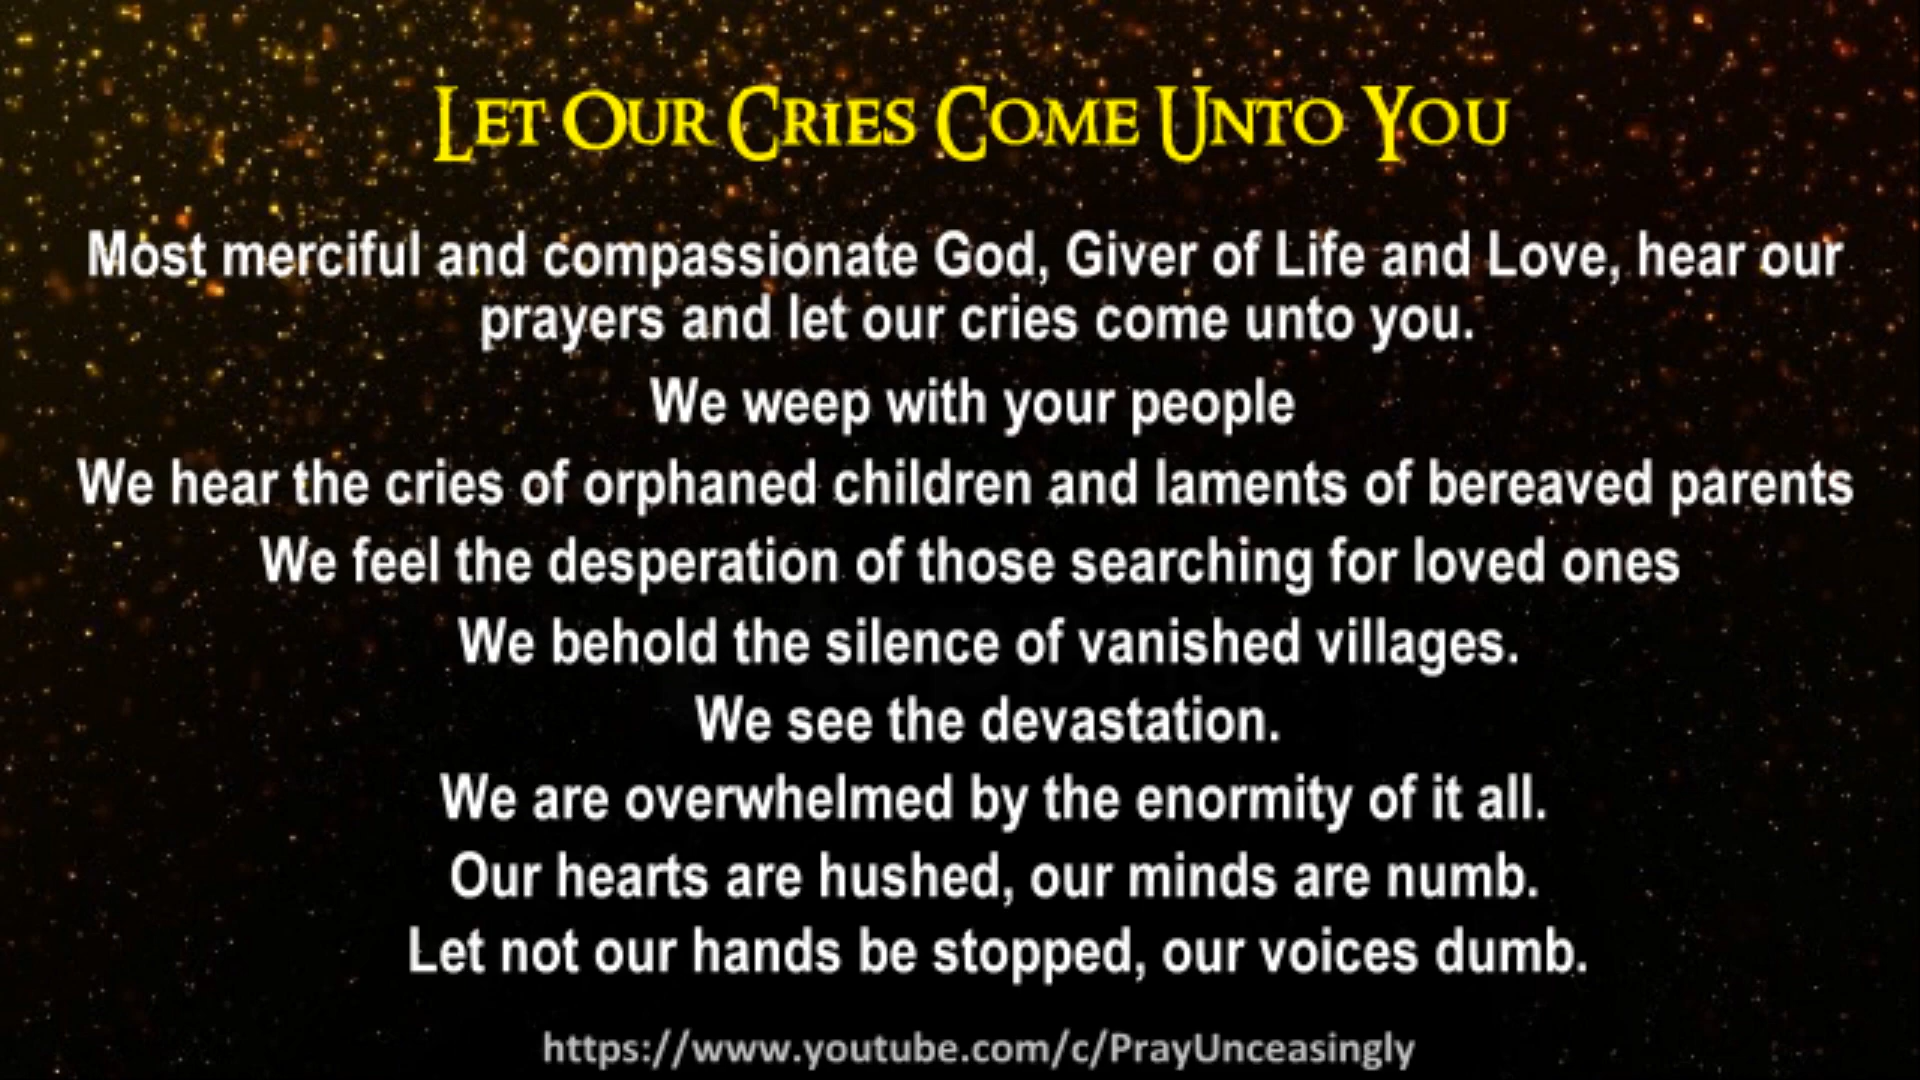 Let Our Cries Come Unto You
Most merciful and compassionate God, Giver of Life and Love, hear our
prayers and let our cries come unto you.
We weep with your people
We hear the cries of orphaned children and laments of bereaved parents
We feel the desperation of those searching for loved ones
We behold the silence of vanished villages.
We see the devastation.
We are overwhelmed by the enormity of it all.
Our hearts are hushed, our minds are numb.
Let not our hands be stopped, our voices dumb.
https://www.youtube.com/c/PrayUnceasingly